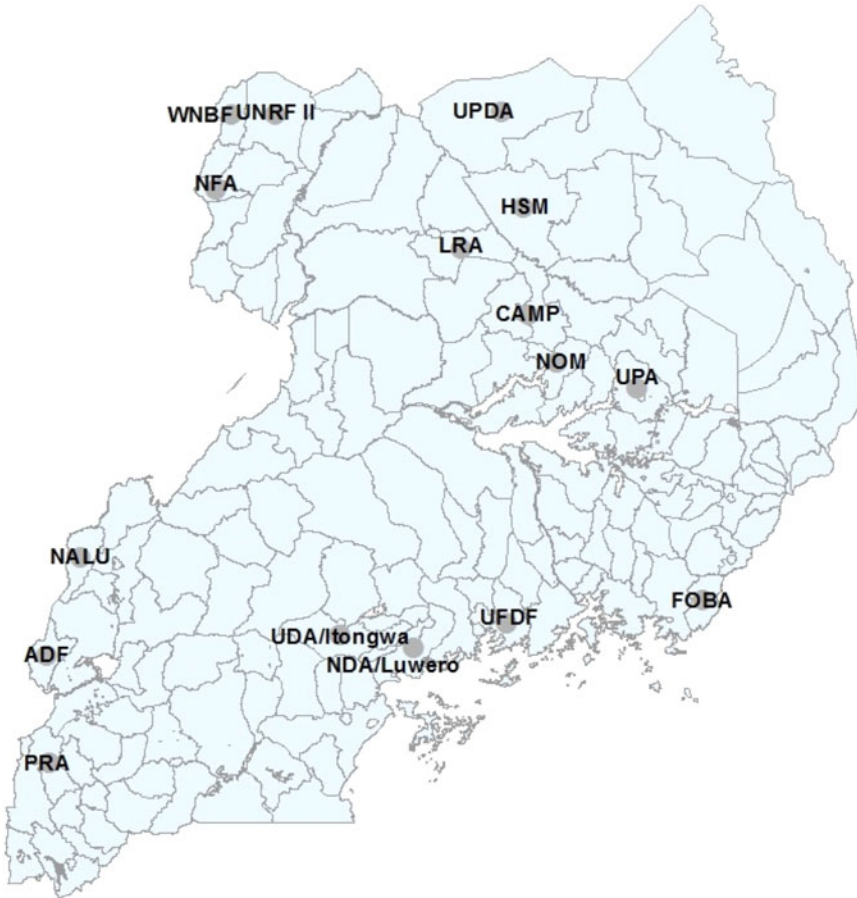 WNBF UNRF II
UPDA
NFA
HSM
LRA
CAMP
NOM
UPA
NALU
FOBA
UFDF
UDA/Itongwa
ADF
NDA/Luwero
PRA